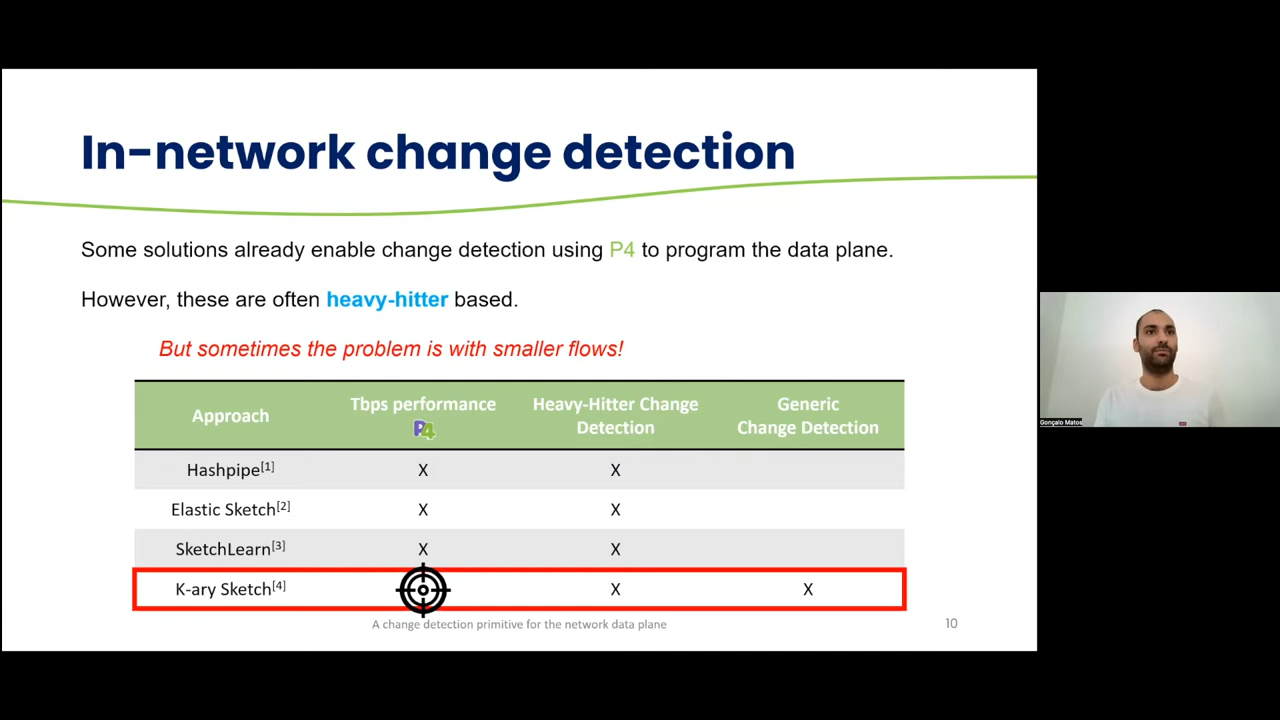 In-network change detection
Some solutions already enable change detection using P4 to program the data plane.
However, these are often heavy-hitter based.
But sometimes the problem is with smaller flows!
Approach
Tbps performance
P4
Heavy-Hitter Change
Detection
Generic
Change Detection
Hashpipe[1] X X
Elastic Sketch[2] X X
SketchLearn[3] X X
K-ary Sketch[4] X X
A change detection primitive for the network data plane
10
Gonçalo Matos